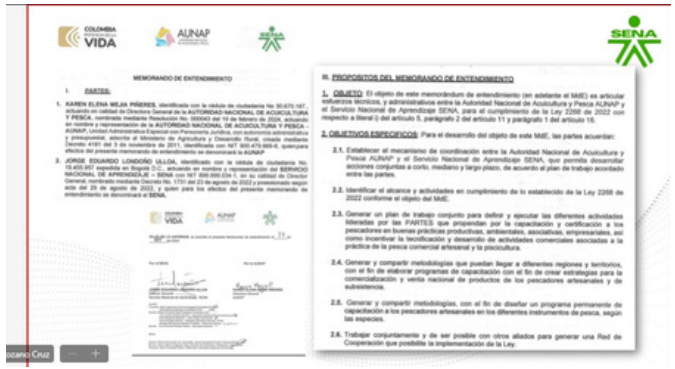 COLOMBIA
POTENCIA DE LA
VIDA
AUNAP
SENA
MEMORANDO DE ENTENDIMIENTO
I. PARTES:
1. KAREN ELENA MEJIA PIÑERES, identificada con la cédula de ciudadanía No.
actuando en calidad de Directora General de la AUTORIDAD NACIONAL DE ACUICULTURA
Y PESCA, nombrada mediante Resolución No. 000043 del 19 de febrero de 2024, actuando
en nombre y representación de la AUTORIDAD NACIONAL DE ACUICULTURA Y PESCA -
AUNAP, Unidad Administrativa Especial con Personería Jurídica, con autonomía administrativa
y presupuestal, adscrita al Ministerio de Agricultura y Desarrollo Rural, creada mediante
Decreto 4181 del 3 de noviembre de 2011, identificada con NIT quien para
efectos del presente memorando de entendimiento se denominará la AUNAP
2. JORGE EDUARDO LONDOÑO ULLOA, identificado con la cédula de ciudadanía No.
expedida en Bogotá D.C., actuando en nombre y representación del SERVICIO
NACIONAL DE APRENDIZAJE – SENA con NIT en su calidad de Director
General, nombrado mediante Decreto No. 1731 del 23 de agosto de 2022 y posesionado según
acta del 29 de agosto de 2022, y quien para los efectos del presente memorando de
entendimiento se denominará el SENA.
VIDA
AUNAP
III. PROPOSITOS DEL MEMORANDO DE ENTENDIMIENTO
1. OBJETO: El objeto de este memorándum de entendimiento (en adelante el MdE) es articular
esfuerzos técnicos, y administrativos entre la Autoridad Nacional de Acuicultura y Pesca AUNAP y
el Servicio Nacional de Aprendizaje SENA, para el cumplimiento de la Ley 2268 de 2022 con
respecto a literal i) del artículo 5, parágrafo 2 del artículo 11 y parágrafo 1 del artículo 16.
2. OBJETIVOS ESPECIFICOS: Para el desarrollo del objeto de este MdE, las partes acuerdan:
2.1. Establecer el mecanismo de coordinación entre la Autoridad Nacional de Acuicultura y
Pesca AUNAP y el Servicio Nacional de Aprendizaje SENA, que permita desarrollar
acciones conjuntas a corto, mediano y largo plazo, de acuerdo al plan de trabajo acordado
entre las partes.
2.2. Identificar el alcance y actividades en cumplimiento de lo establecido de la Ley 2268 de
2022 conforme el objeto del MdE.
2.3. Generar un plan de trabajo conjunto para definir y ejecutar las diferentes actividades
lideradas por las PARTES que propendan por la capacitación y certificación a los
pescadores en buenas prácticas productivas, ambientales, asociativas, empresariales, así
como incentivar la tecnificación y desarrollo de actividades comerciales asociadas a la
práctica de la pesca comercial artesanal y la piscicultura.
2.4. Generar y compartir metodologías que puedan llegar a diferentes regiones y territorios,
con el fin de elaborar programas de capacitación con el fin de crear estrategias para la
comercialización y venta nacional de productos de los pescadores artesanales y de
subsistencia.
2.5. Generar y compartir metodologías, con el fin de diseñar un programa permanente de
capacitación a los pescadores artesanales en los diferentes instrumentos de pesca, según
las especies.
2.6. Trabajar conjuntamente y de ser posible con otros aliados para generar una Red de
Cooperación que posibilite la implementación de la Ley.
SENA
ozano Cruz